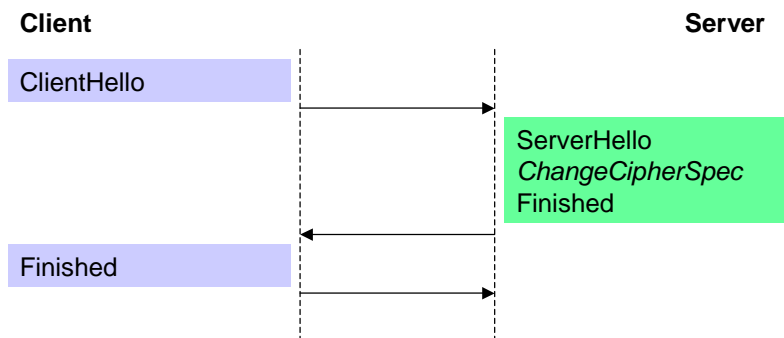 Client
Server
ClientHello
ServerHello
ChangeCipherSpec
Finished
Finished